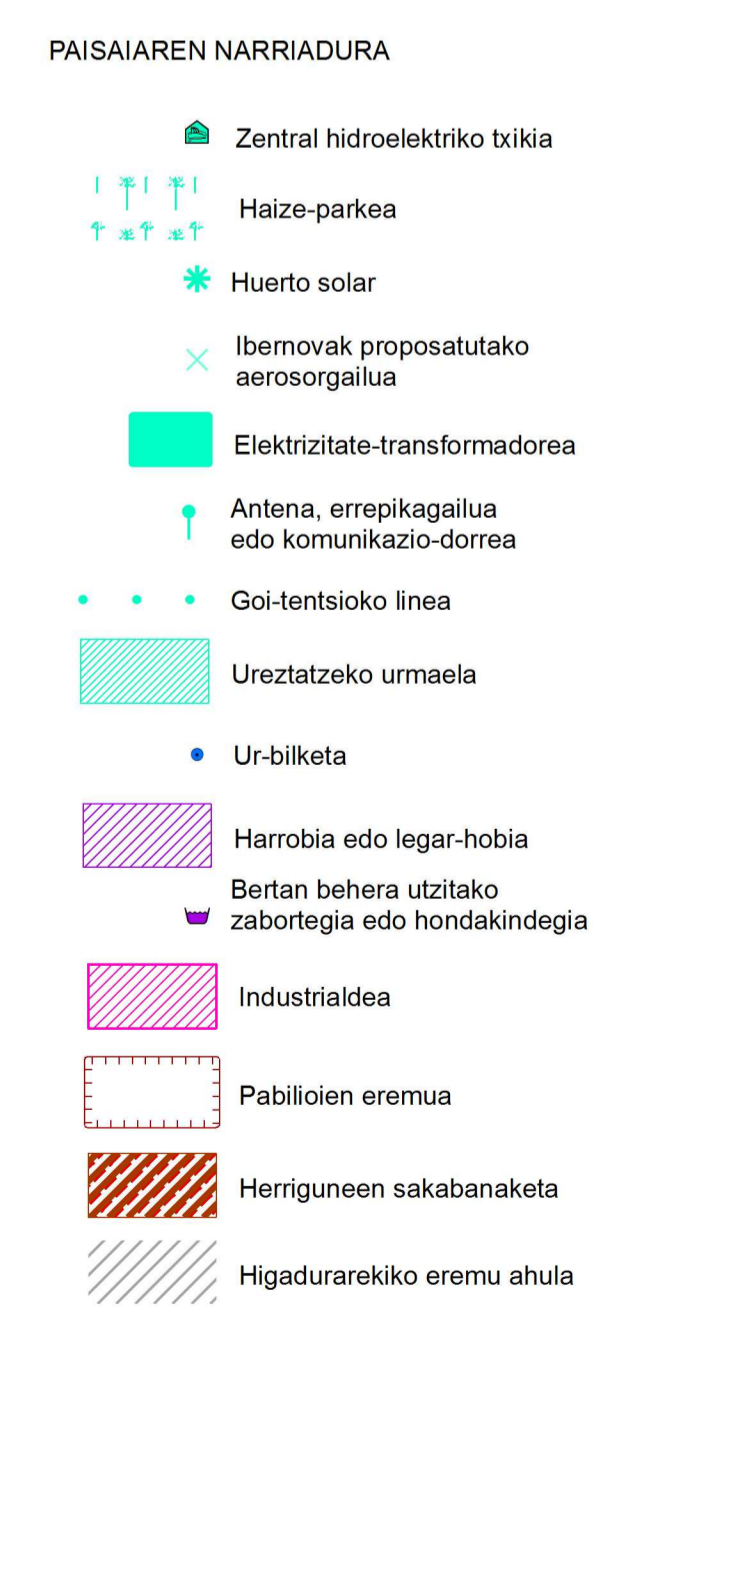 PAISAIAREN NARRIADURA
Zentral hidroelektriko txikia
Haize-parkea
Huerto solar
Ibernovak proposatutako
aerosorgailua
Elektrizitate-transformadorea
Antena, errepikagailua
edo komunikazio-dorrea
Goi-tentsioko linea
Ureztatzeko urmaela
Ur-bilketa
Harrobia edo legar-hobia
Bertan behera utzitako
zabortegia edo hondakindegia
Industrialdea
Pabilioien eremua
Herriguneen sakabanaketa
Higadurarekiko eremu ahula